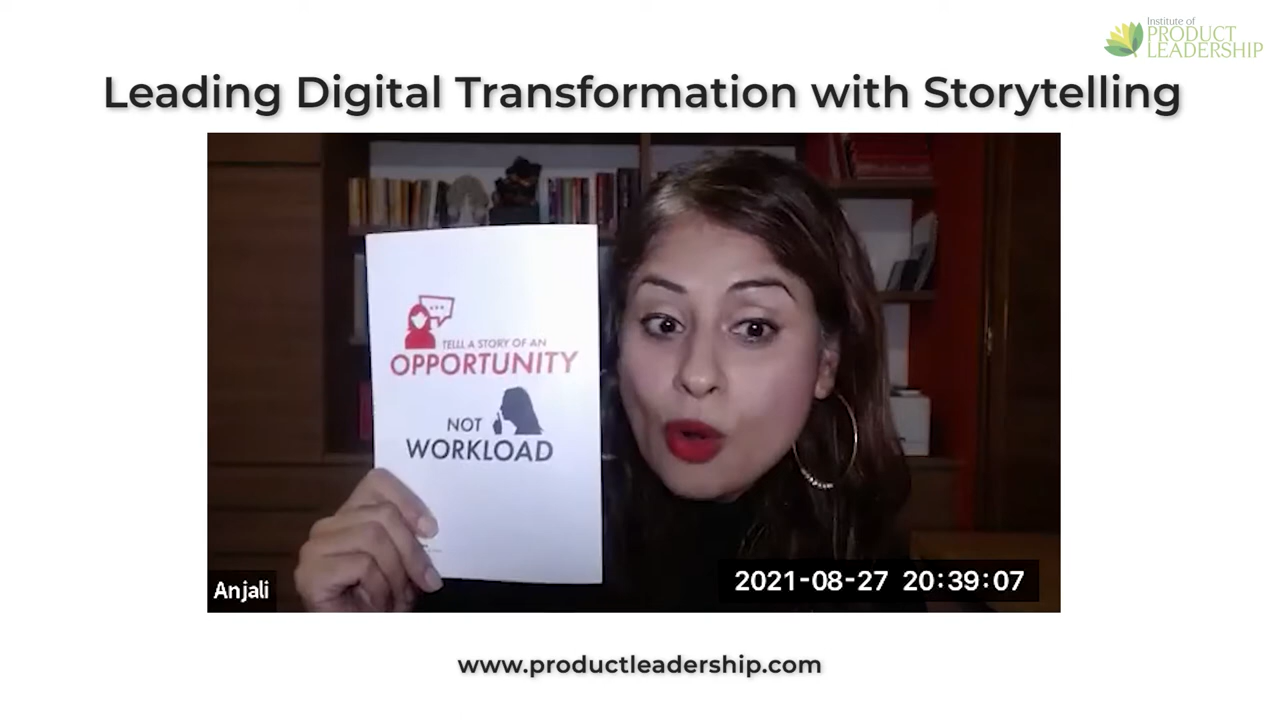 Institute of
PRODUCT
LEADERSHIP
Leading Digital Transformation with Storytelling
TELLL A STORY OF AN
OPPORTUNITY
NOT
WORKLOAD
Anjali
2021-08-27 20:39:07
www.productleadership.com